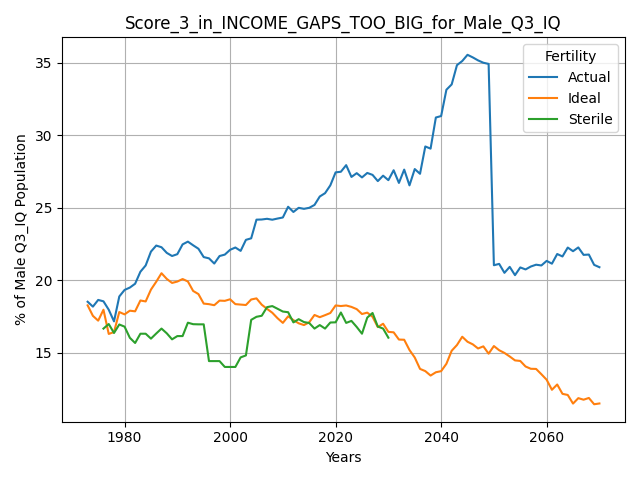 Score_3_in_INCOME_GAPS_TOO_BIG_for_Male_Q3_IQ
Fertility
Actual
Ideal
Sterile
% of Male Q3_IQ Population
35
30
25
20
15
1980 2000 2020 2040 2060
Years